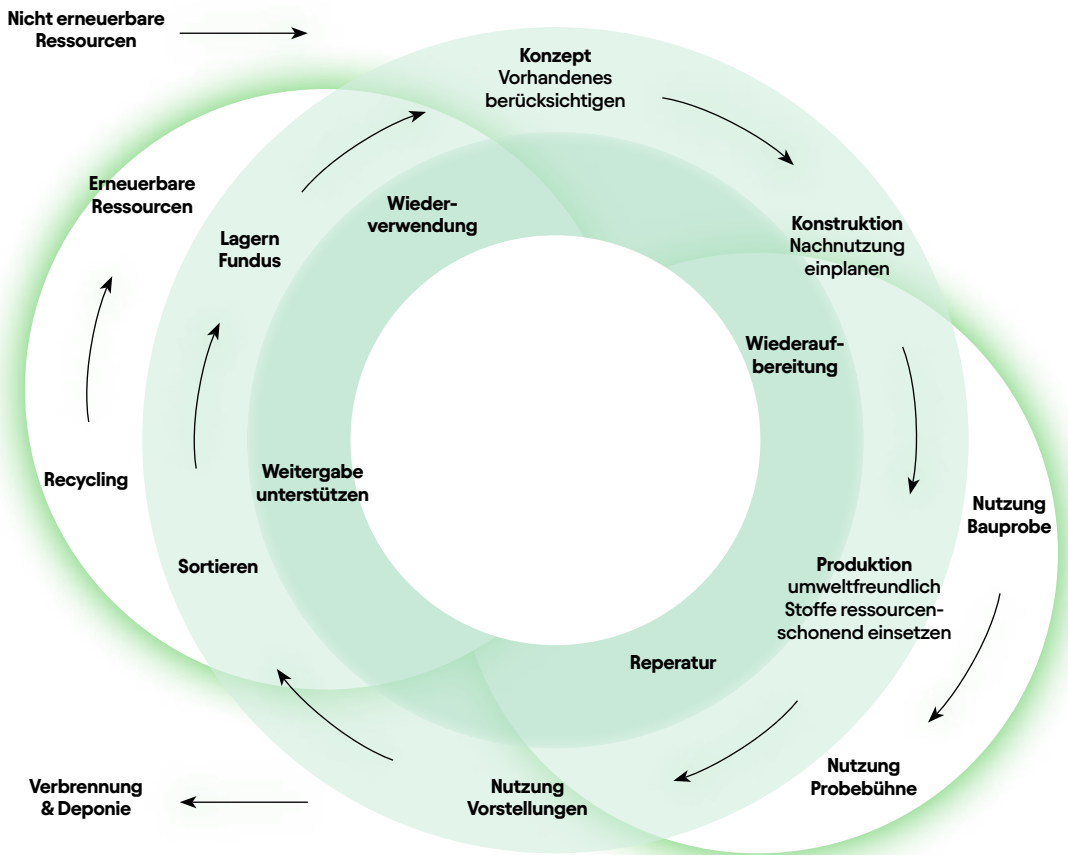 Nicht erneuerbare
Ressourcen
Konzept
Vorhandenes
berücksichtigen
Erneuerbare
Ressourcen
Wieder-
verwendung
Lagern
Fundus
Konstruktion
Nachnutzung
einplanen
Wiederauf-
bereitung
Recycling
Weitergabe
unterstützen
Nutzung
Bauprobe
Sortieren
Produktion
umweltfreundlich
Stoffe ressourcen-
schonend einsetzen
Reperatur
Nutzung
Probebühne
Nutzung
Vorstellungen
Verbrennung
& Deponie